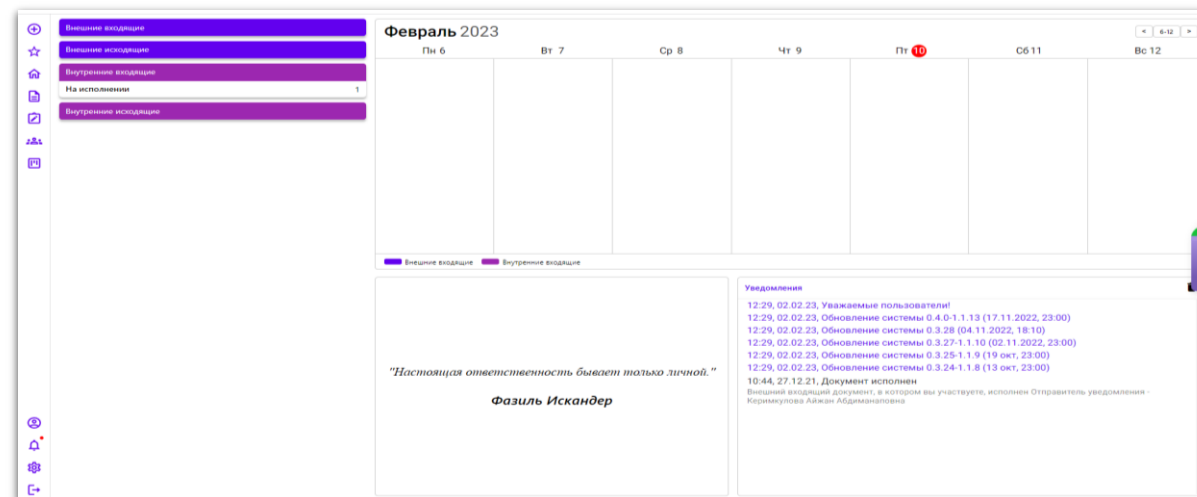 Внешние входящие
Внешние исходящие
Внутренние входящие
На исполнении 1
Внутренние исходящие
Февраль 2023
< 6-12 >
Пн 6 Вт 7 Ср 8 Чт 9 Пт 10 Сб 11 Вс 12
Внешние входящие Внутренние входящие
"Настоящая ответственность бывает только личной."
Фазиль Искандер
Уведомления
12:29, 02.02.23, Уважаемые пользователи!
12:29, 02.02.23, Обновление системы 0.4.0-1.1.13 (17.11.2022, 23:00)
12:29, 02.02.23, Обновление системы 0.3.28 (04.11.2022, 18:10)
12:29, 02.02.23, Обновление системы 0.3.27-1.1.10 (02.11.2022, 23:00)
12:29, 02.02.23, Обновление системы 0.3.25-1.1.9 (19 окт, 23:00)
12:29, 02.02.23, Обновление системы 0.3.24-1.1.8 (13 окт, 23:00)
10:44, 27.12.21, Документ исполнен
Внешний входящий документ, в котором вы участвуете, исполнен Отправитель уведомления -
Керимкулова Айжан Абдиманаповна